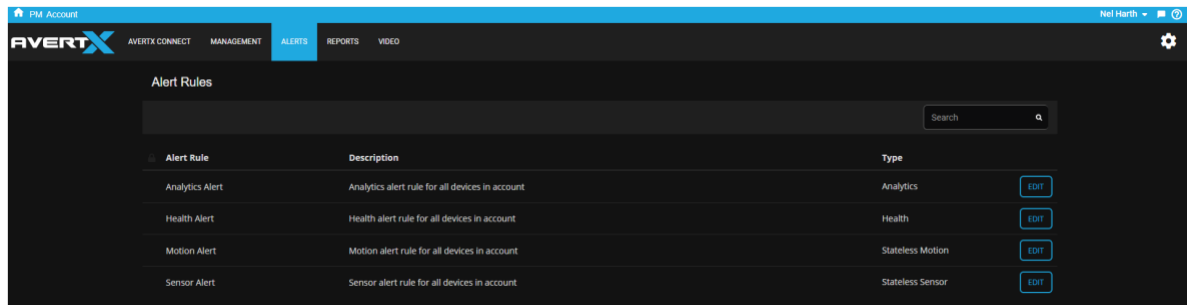 PM Account
Nel Harth
AVERTX
AVERTX CONNECT MANAGEMENT ALERTS REPORTS VIDEO
Alert Rules
Search
Alert Rule Description Type
Analytics Alert Analytics alert rule for all devices in account Analytics EDIT
Health Alert Health alert rule for all devices in account Health EDIT
Motion Alert Motion alert rule for all devices in account Stateless Motion EDIT
Sensor Alert Sensor alert rule for all devices in account Stateless Sensor EDIT